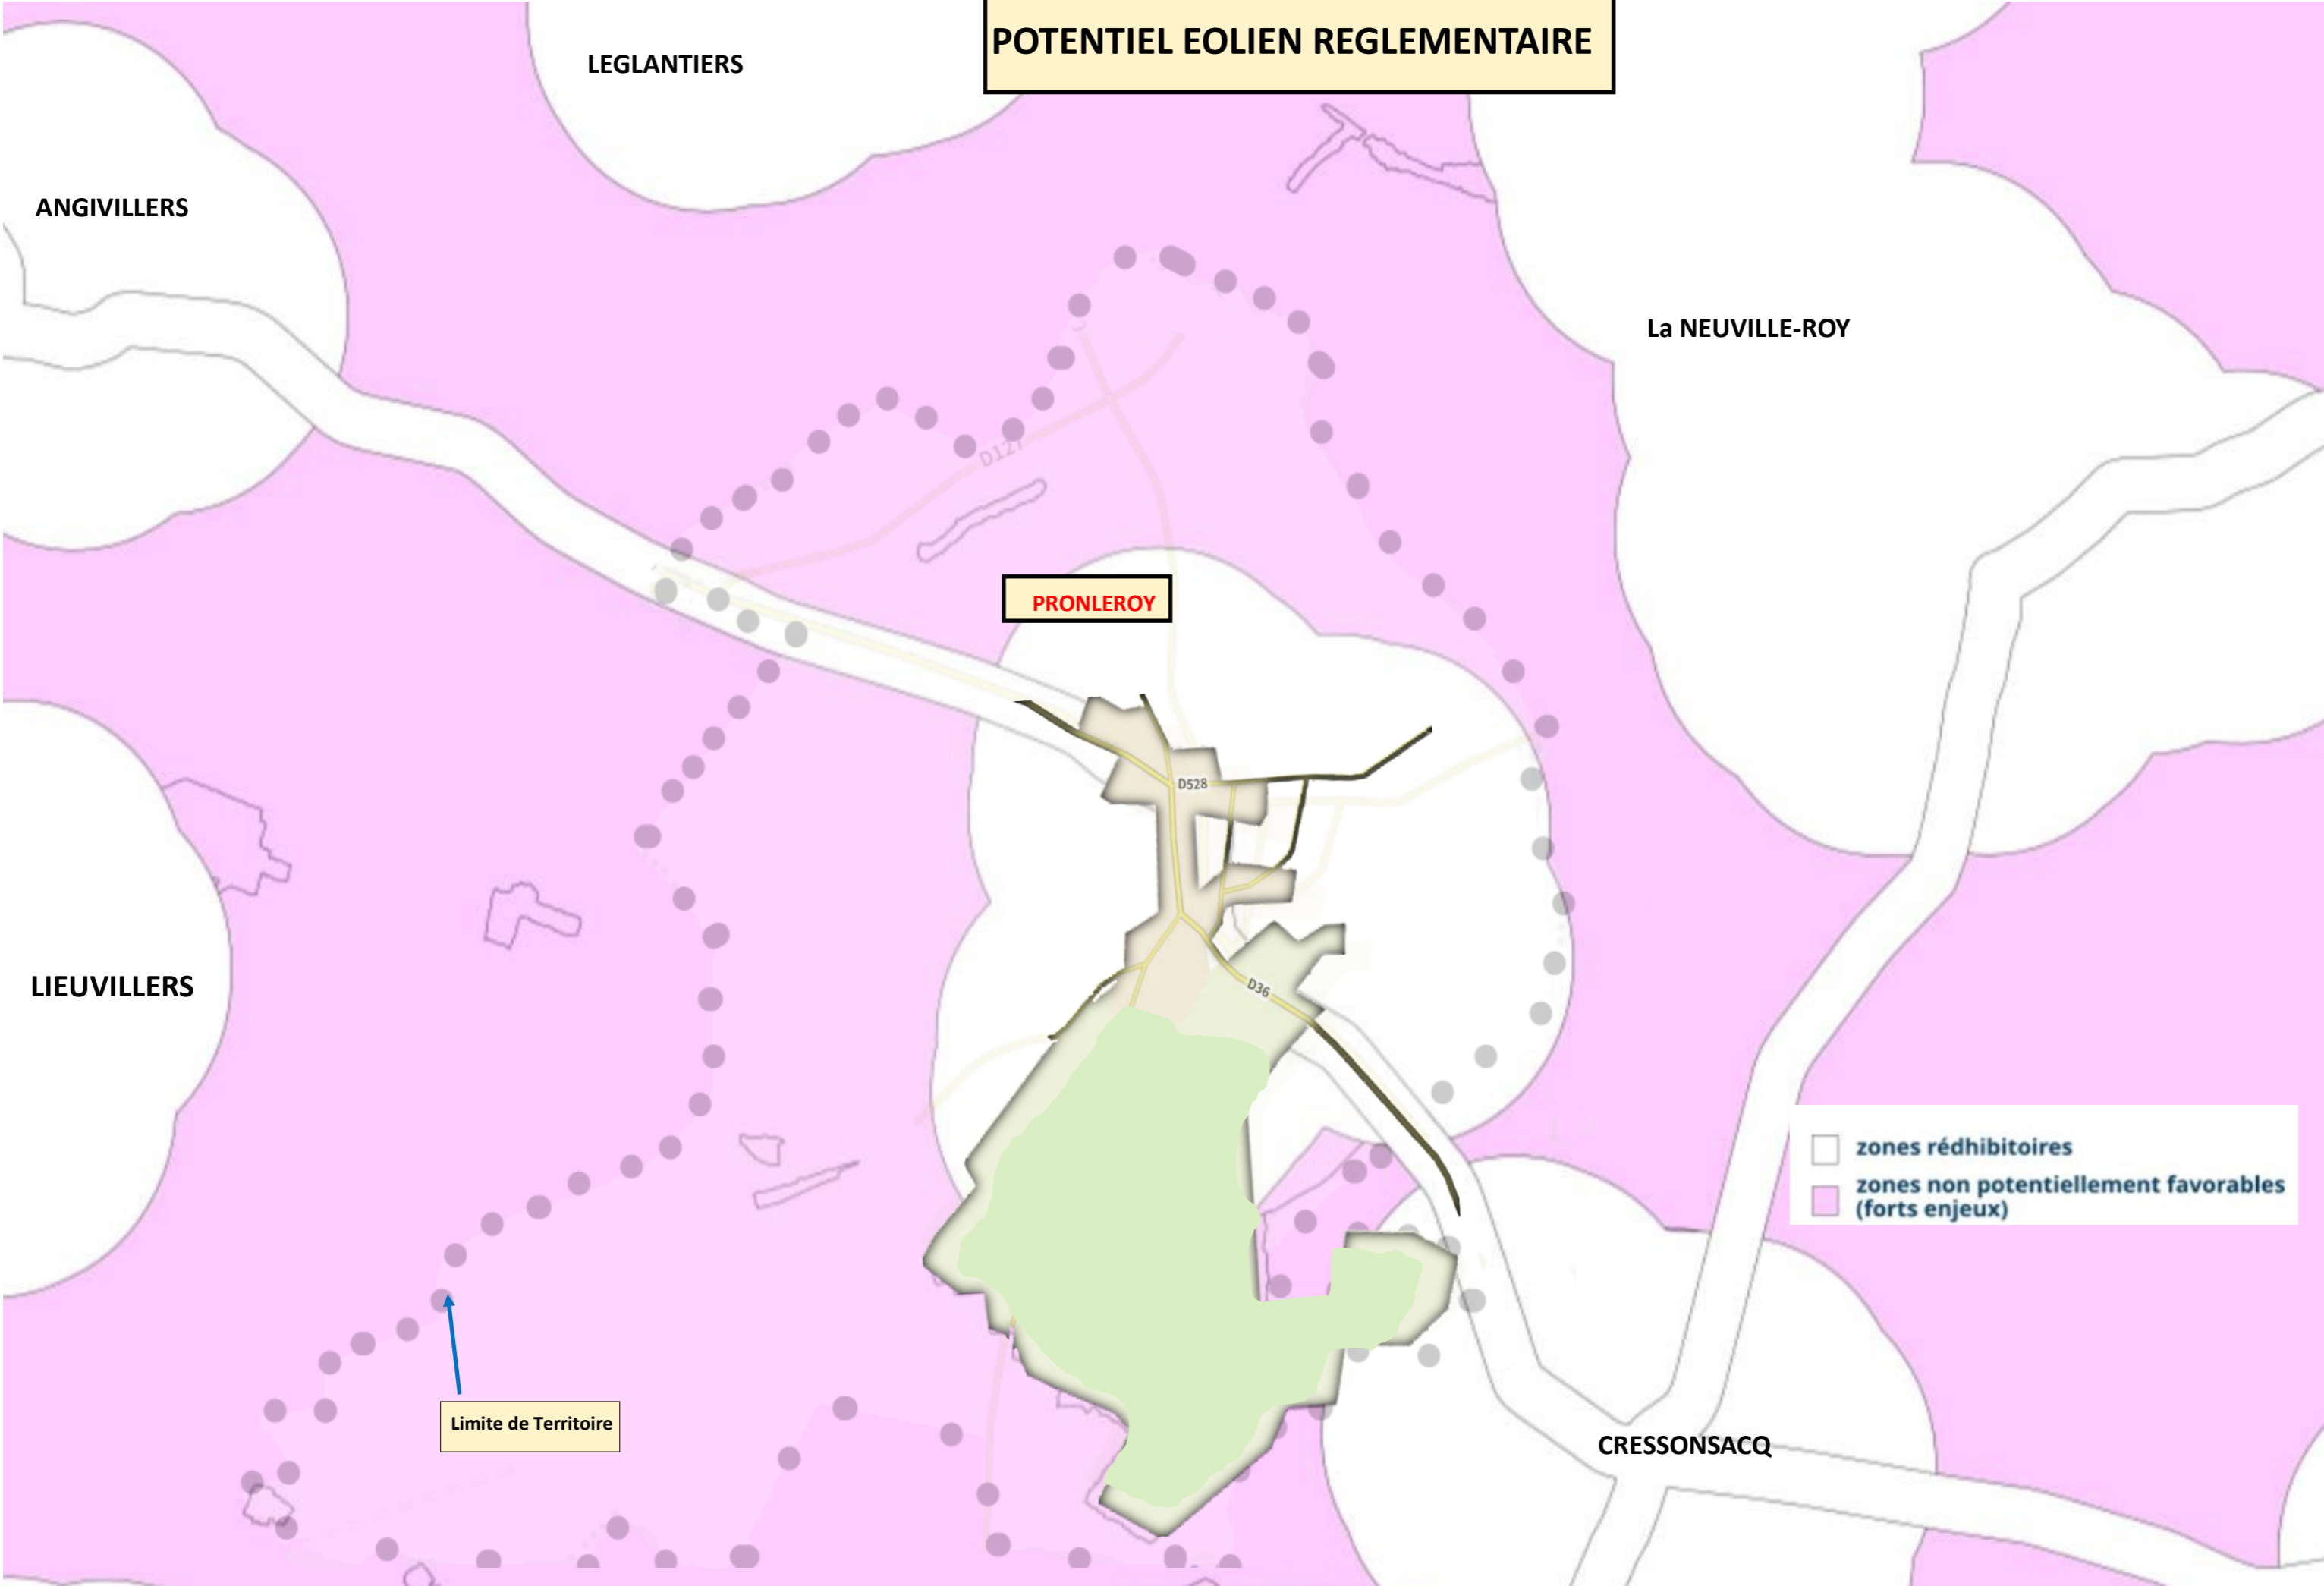 POTENTIEL EOLIEN REGLEMENTAIRE
LEGLANTIERS
ANGIVILLERS
La NEUVILLE-ROY
D127
PRONLEROY
D528
LIEUVILLERS
D36
zones rédhibitoires
zones non potentiellement favorables
(forts enjeux)
Limite de Territoire
CRESSONSACQ